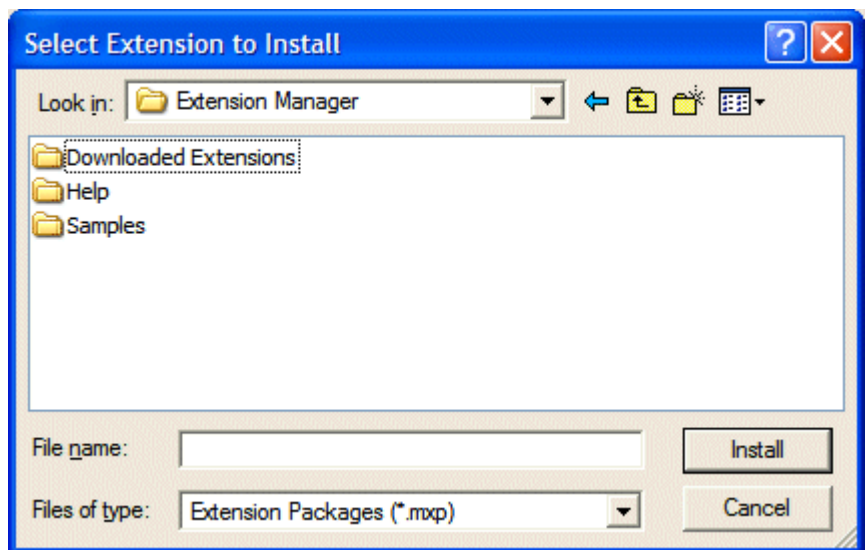 Select Extension to Install
Look in: Extension Manager
Downloaded Extensions
Help
Samples
File name: Install
Files of type: Extension Packages (*.mxp) Cancel